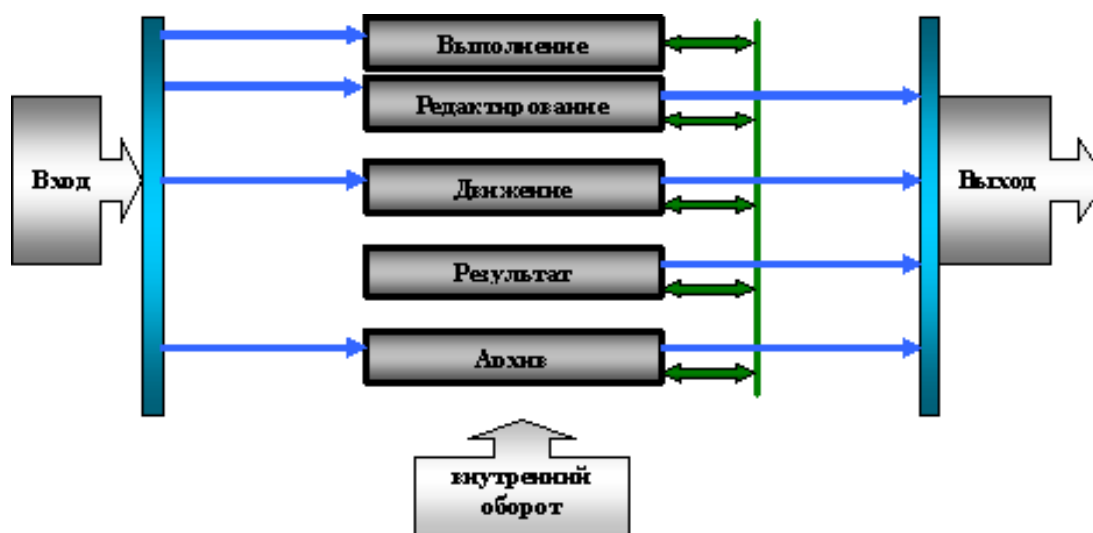 Выполнение
Редактирование
Вход
Движение
Выход
Результат
Архив
внутренний
оборот